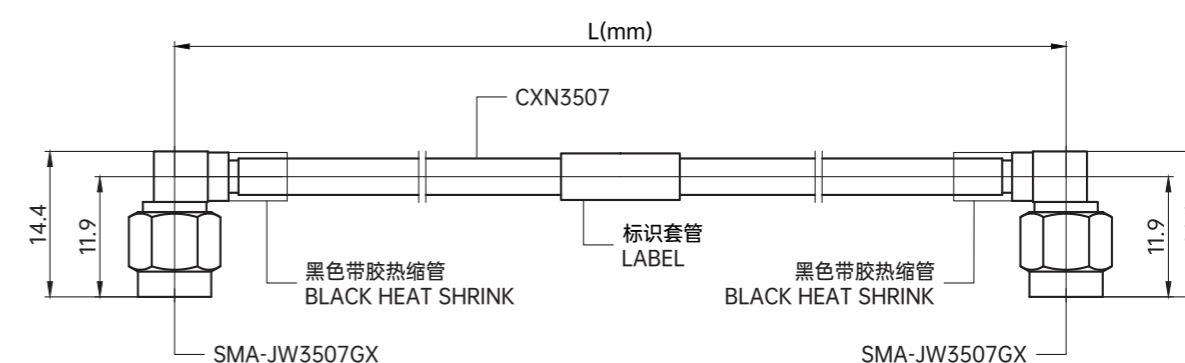 L(mm)
CXN3507
14.4
11.9
标识套管
LABEL
黑色带胶热缩管
BLACK HEAT SHRINK
黑色带胶热缩管
BLACK HEAT SHRINK
11.9
SMA-JW3507GX
SMA-JW3507GX